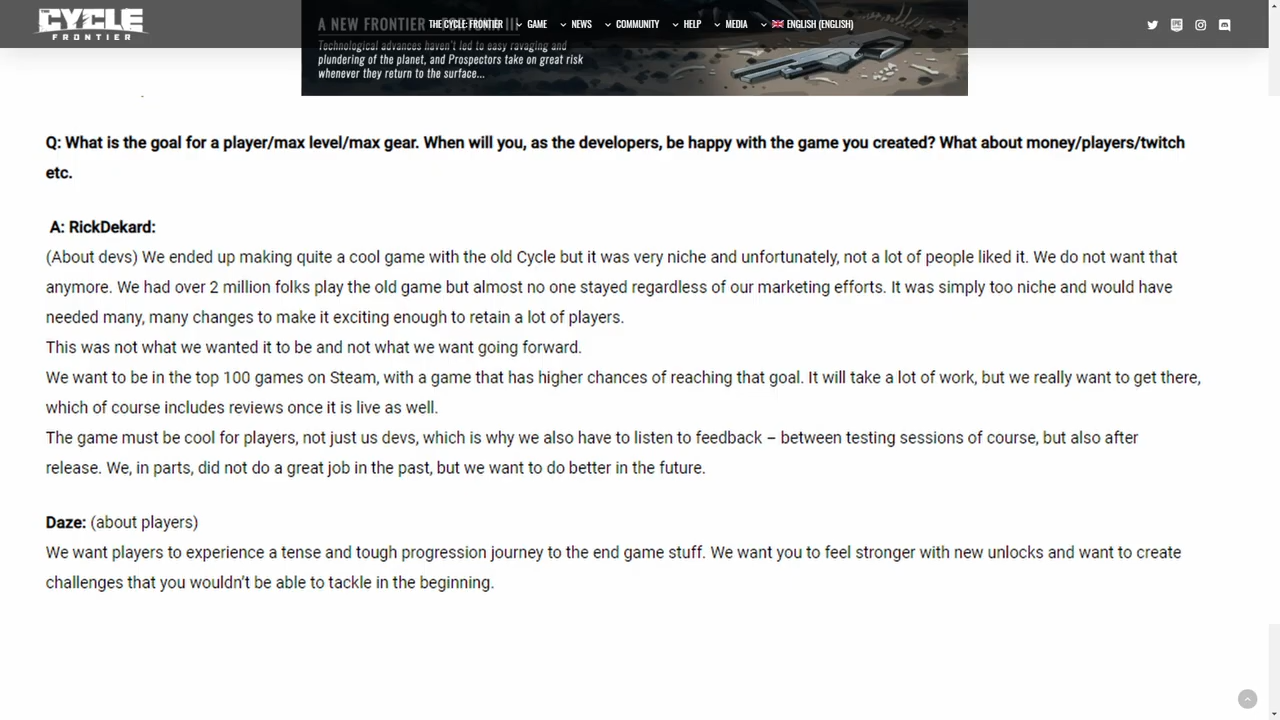 THE CYCLE FRONTIER
A NEW FRONTIER - FORTUNA III
THE CYCLE FRONTIER GAME NEWS COMMUNITY HELP MEDIA ENGLISH (ENGLISH)
Technological advances haven't led to easy ravaging and
plundering of the planet, and Prospectors take on great risk
whenever they return to the surface...
Q: What is the goal for a player/max level/max gear. When will you, as the developers, be happy with the game you created? What about money/players/twitch
etc.
A: RickDekard:
(About devs) We ended up making quite a cool game with the old Cycle but it was very niche and unfortunately, not a lot of people liked it. We do not want that
anymore. We had over 2 million folks play the old game but almost no one stayed regardless of our marketing efforts. It was simply too niche and would have
needed many, many changes to make it exciting enough to retain a lot of players.
This was not what we wanted it to be and not what we want going forward.
We want to be in the top 100 games on Steam, with a game that has higher chances of reaching that goal. It will take a lot of work, but we really want to get there,
which of course includes reviews once it is live as well.
The game must be cool for players, not just us devs, which is why we also have to listen to feedback – between testing sessions of course, but also after
release. We, in parts, did not do a great job in the past, but we want to do better in the future.
Daze: (about players)
We want players to experience a tense and tough progression journey to the end game stuff. We want you to feel stronger with new unlocks and want to create
challenges that you wouldn't be able to tackle in the beginning.